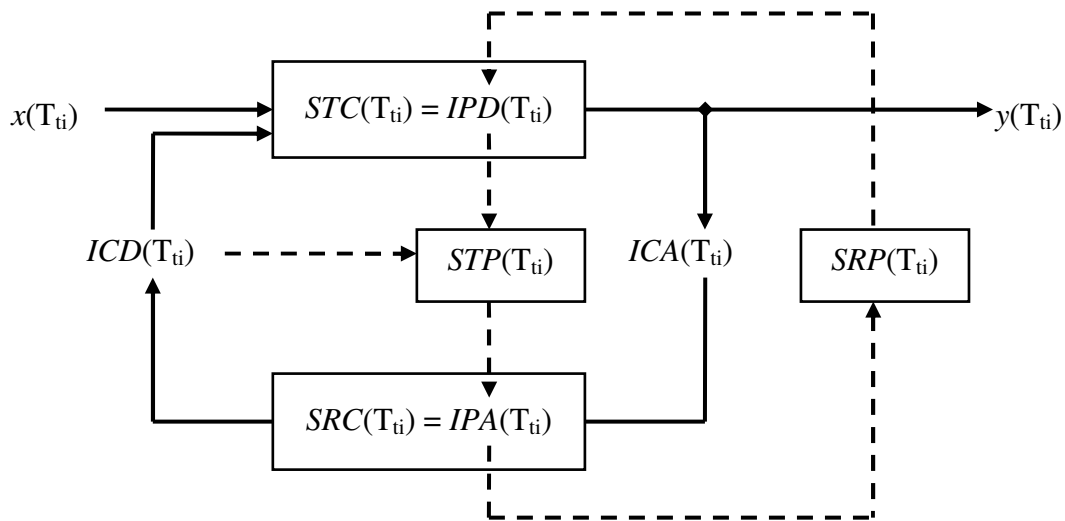 STC(T_ti) = IPD(T_ti)
x(T_ti)
y(T_ti)
ICD(T_ti)
STP(T_ti)
ICA(T_ti)
SRP(T_ti)
SRC(T_ti) = IPA(T_ti)